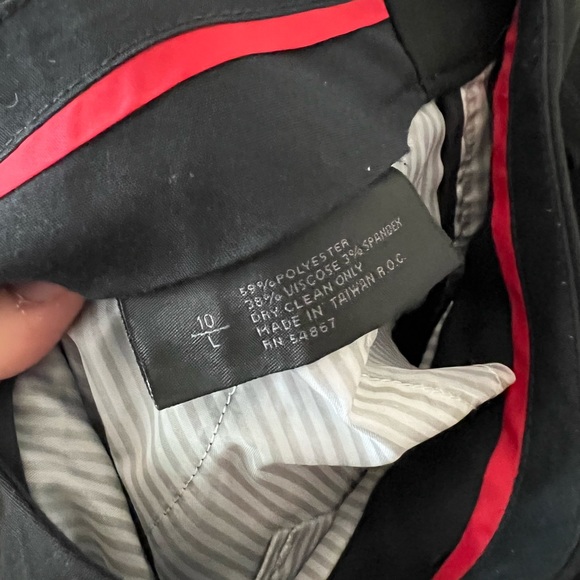 10
L
59% POLYESTER
38% VISCOSE 3% SPANDEX
DRY CLEAN ONLY
MADE IN TAIWAN R.O.C.
RN 54867